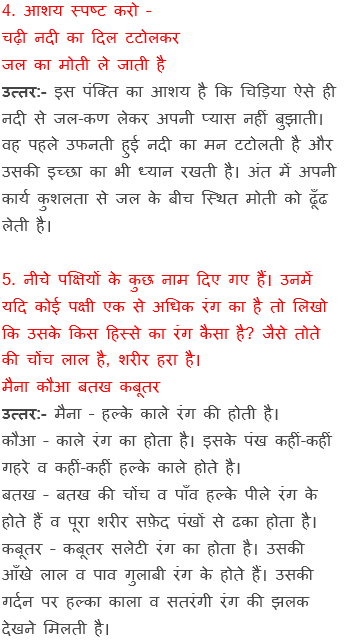 4. आशय स्पष्ट करो -
चढ़ी नदी का दिल टटोलकर
जल का मोती ले जाती है
उत्तर:- इस पंक्ति का आशय है कि चिड़िया ऐसे ही
नदी से जल-कण लेकर अपनी प्यास नहीं बुझाती।
वह पहले उफनती हुई नदी का मन टटोलती है और
उसकी इच्छा का भी ध्यान रखती है। अंत में अपनी
कार्य कुशलता से जल के बीच स्थित मोती को ढूँढ
लेती है।
5. नीचे पक्षियों के कुछ नाम दिए गए हैं। उनमें
यदि कोई पक्षी एक से अधिक रंग का है तो लिखो
कि उसके किस हिस्से का रंग कैसा है? जैसे तोते
की चोंच लाल है, शरीर हरा है।
मैना कौआ बतख कबूतर
उत्तर:- मैना - हल्के काले रंग की होती है।
कौआ - काले रंग का होता है। इसके पंख कहीं-कहीं
गहरे व कहीं-कहीं हल्के काले होते है।
बतख - बतख की चोंच व पाँव हल्के पीले रंग के
होते हैं व पूरा शरीर सफ़ेद पंखों से ढका होता है।
कबूतर - कबूतर सलेटी रंग का होता है। उसकी
आँखे लाल व पाव गुलाबी रंग के होते हैं। उसकी
गर्दन पर हल्का काला व सतरंगी रंग की झलक
देखने मिलती है।